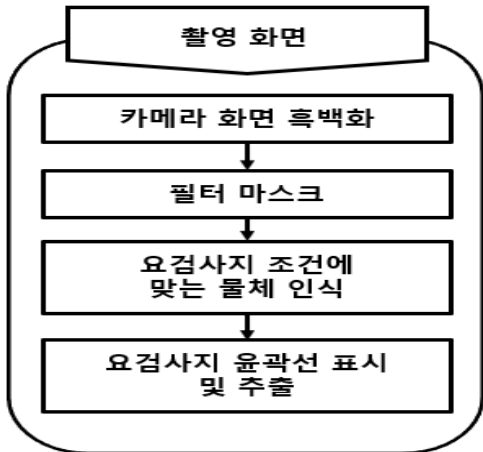 촬영 화면
카메라 화면 흑백화
필터 마스크
요검사지 조건에
맞는 물체 인식
요검사지 윤곽선 표시
및 추출